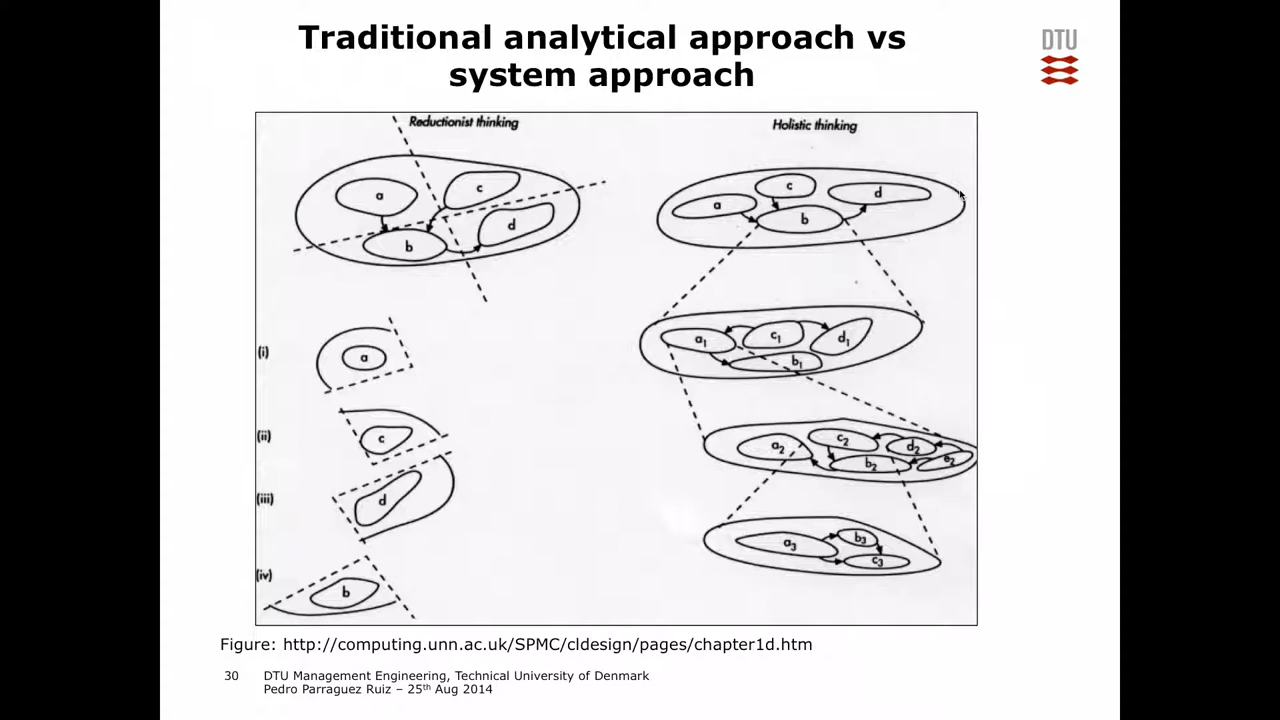 Traditional analytical approach vs
system approach
DTU
Reductionist thinking
a
c
b
d
(i)
a
(ii)
c
(iii)
d
(iv)
b
Holistic thinking
a
c
d
b
a1
c1
d1
b1
a2
c2
d2
b2
e2
a3
b3
c3
Figure: http://computing.unn.ac.uk/SPMC/cldesign/pages/chapter1d.htm
30
DTU Management Engineering, Technical University of Denmark
Pedro Parraguez Ruiz – 25th Aug 2014